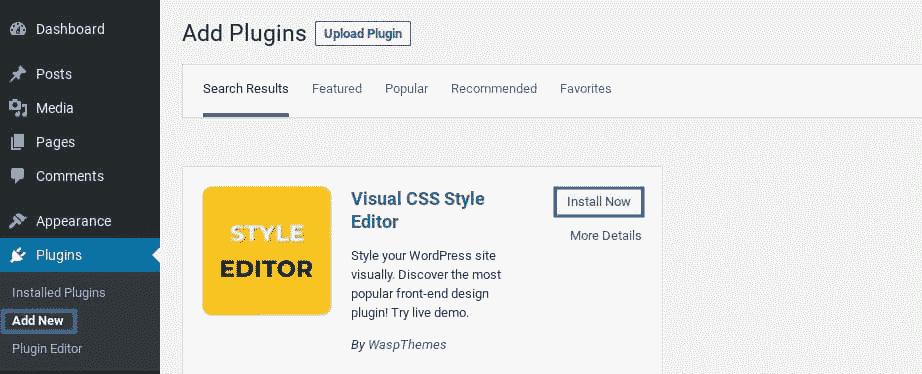 Dashboard
Posts
Media
Pages
Comments
Appearance
Plugins
Installed Plugins
Add New
Plugin Editor
Add Plugins Upload Plugin
Search Results Featured Popular Recommended Favorites
STYLE
EDITOR
Visual CSS Style
Editor
Style your WordPress site
visually. Discover the most
popular front-end design
plugin! Try live demo.
By WaspThemes
Install Now
More Details